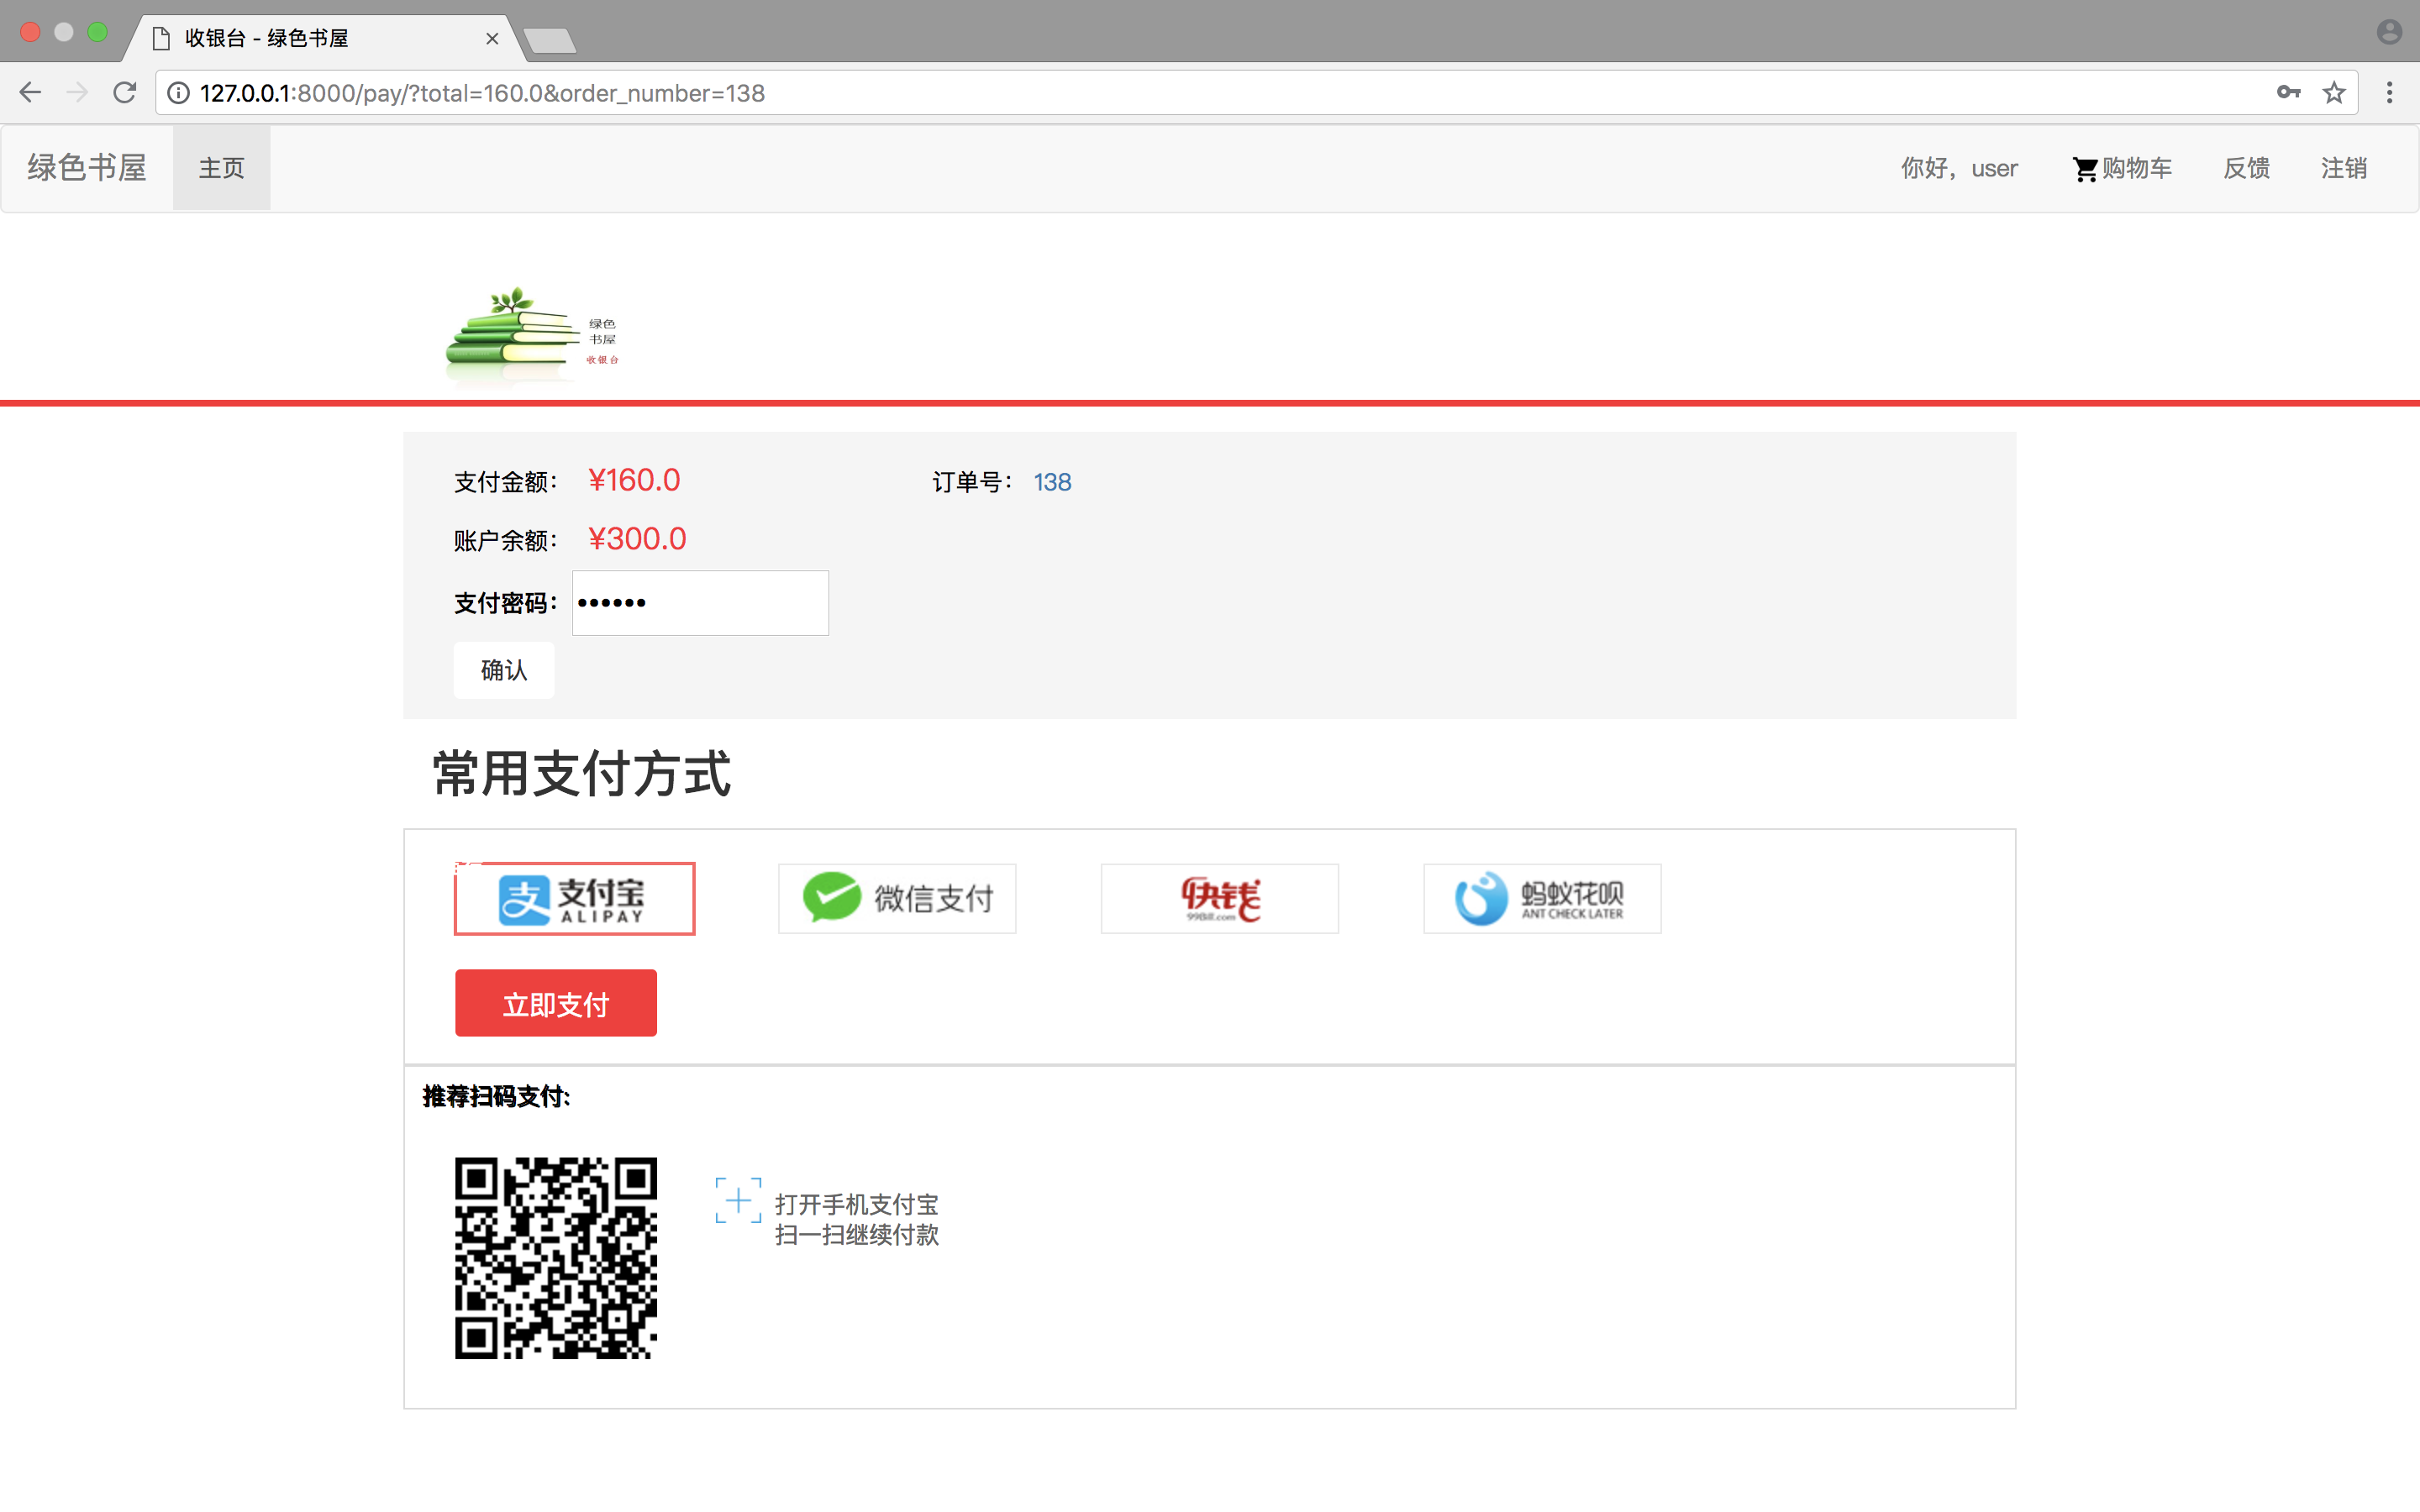 收银台 - 绿色书屋
127.0.0.1:8000/pay/?total=160.0&order_number=138
绿色书屋 主页 你好，user 购物车 反馈 注销
绿色
书屋
收银台
支付金额： ¥160.0 订单号： 138
账户余额： ¥300.0
支付密码： ••••••
确认
常用支付方式
支付宝 ALIPAY
微信支付
快钱 99Bill.com
蚂蚁花呗 ANT CHECK LATER
立即支付
推荐扫码支付:
打开手机支付宝
扫一扫继续付款